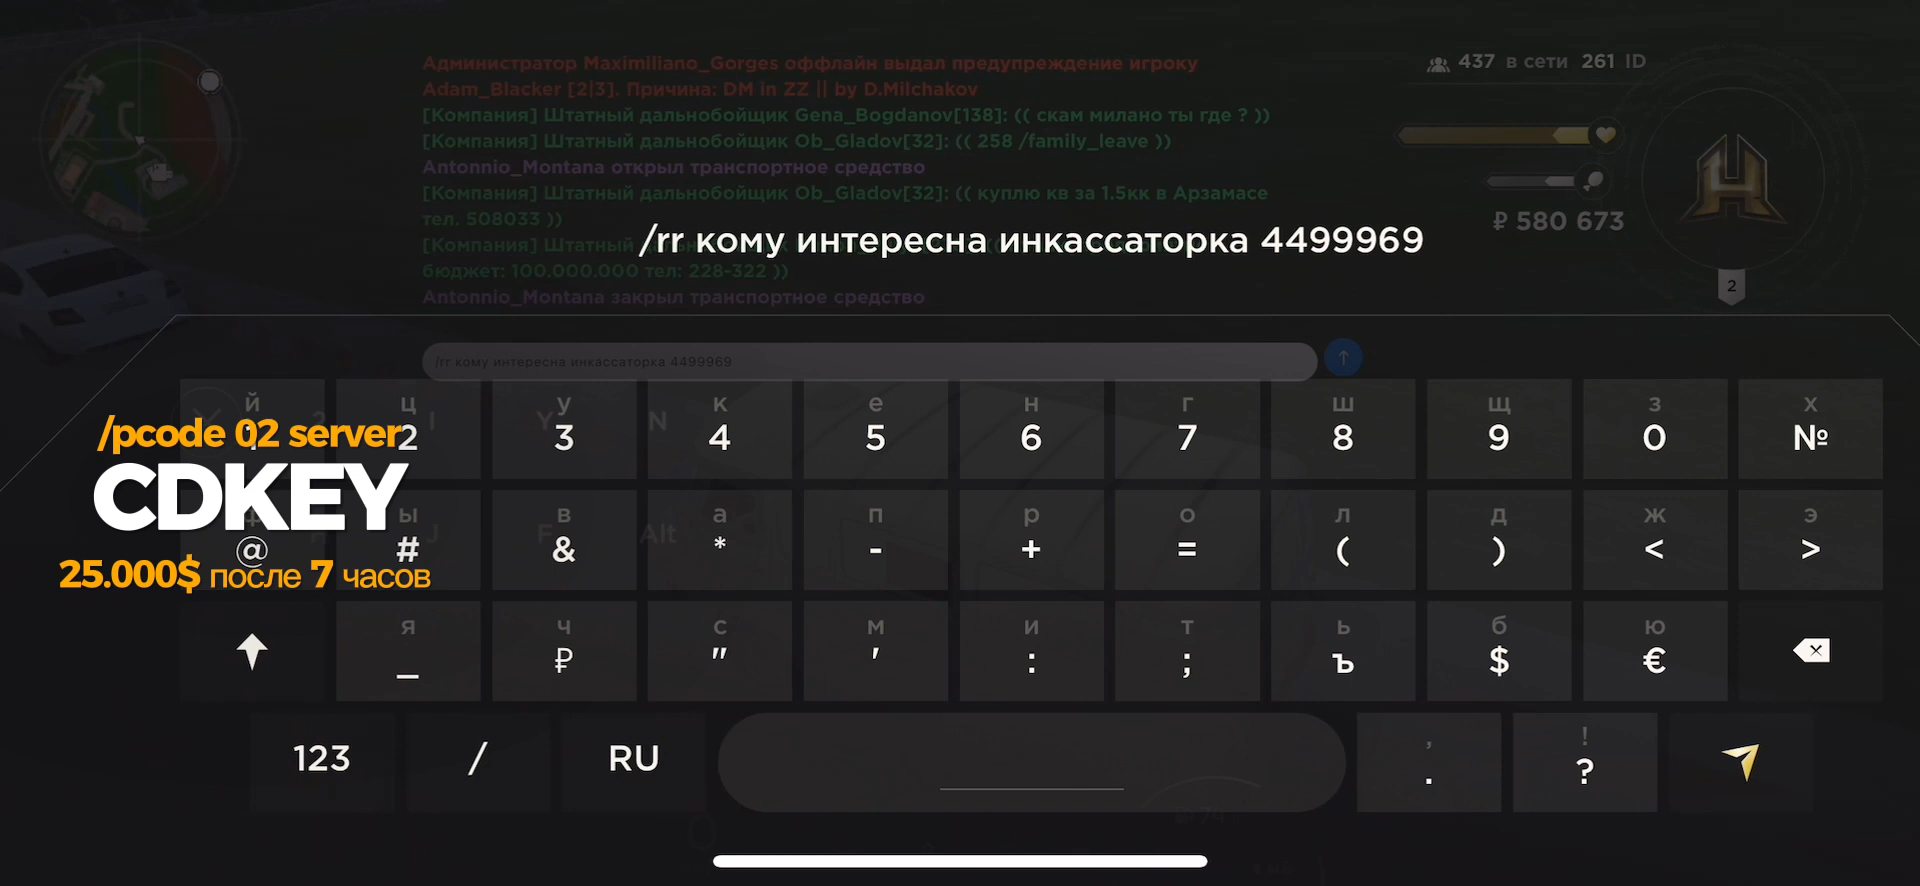 Администратор Maximiliano_Gorges оффлайн выдал предупреждение игроку
Adam_Blacker [2|3]. Причина: DM in ZZ || by D.Milchakov
[Компания] Штатный дальнобойщик Gena_Bogdanov[138]: (( скам милано ты где ? ))
[Компания] Штатный дальнобойщик Ob_Gladov[32]: (( 258 /family_leave ))
Antonnio_Montana открыл транспортное средство
[Компания] Штатный дальнобойщик Ob_Gladov[32]: (( куплю кв за 1.5кк в Арзамасе
тел. 508033 ))
[Компания] Штатный
бюджет: 100.000.000 тел: 228-322 ))
Antonnio_Montana закрыл транспортное средство
437 в сети 261 ID
₽ 580 673
2
/rr кому интересна инкассаторка 4499969
/rr кому интересна инкассаторка 4499969
/pcode 02 server
CDKEY
25.000$ после 7 часов
й ц у к е н г ш щ з х
2 3 4 5 6 7 8 9 0 №
Y N
ы в а п р о л д ж э
@ # & * - + = ( ) < >
J F Alt
я ч с м и т ь б ю
_ ₽ " ' : ; ъ $ €
, !
123 / RU . ?